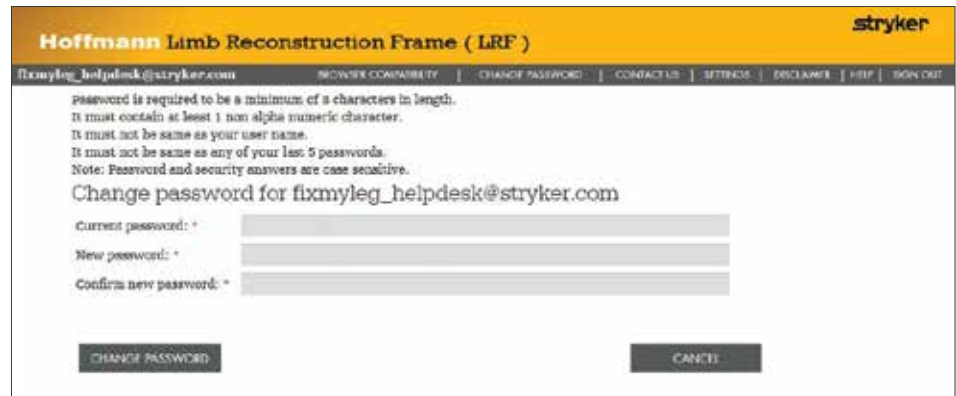 stryker
Hoffmann Limb Reconstruction Frame ( LRF )
fixmyleg_helpdesk@stryker.com BROWSER COMPATIBILITY | CHANGE PASSWORD | CONTACT US | SETTINGS | DISCLAIMER | HELP | SIGN OUT
Password is required to be a minimum of 8 characters in length.
It must contain at least 1 non alpha numeric character.
It must not be same as your user name.
It must not be same as any of your last 5 passwords.
Note: Password and security answers are case sensitive.
Change password for fixmyleg_helpdesk@stryker.com
Current password: *
New password: *
Confirm new password: *
CHANGE PASSWORD CANCEL